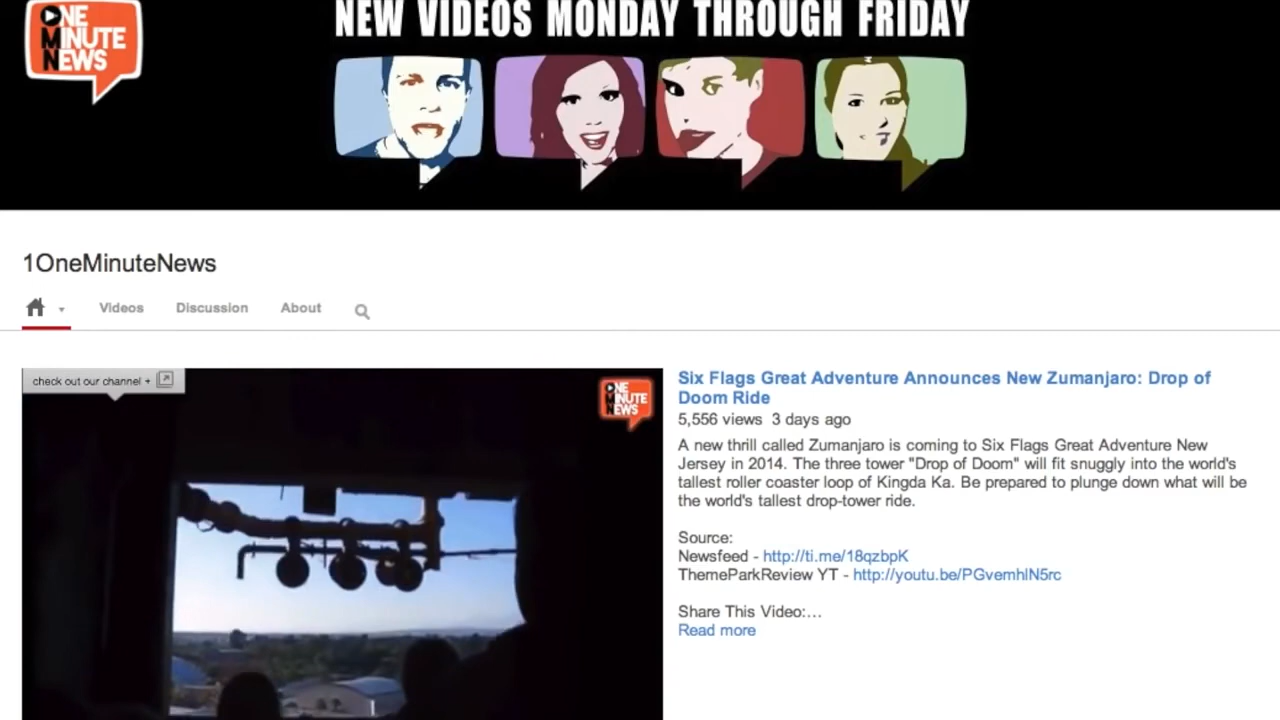 ONE
MINUTE
NEWS
NEW VIDEOS MONDAY THROUGH FRIDAY
1OneMinuteNews
Videos Discussion About
check out our channel +
ONE
MINUTE
NEWS
Six Flags Great Adventure Announces New Zumanjaro: Drop of
Doom Ride
5,556 views 3 days ago
A new thrill called Zumanjaro is coming to Six Flags Great Adventure New
Jersey in 2014. The three tower "Drop of Doom" will fit snuggly into the world's
tallest roller coaster loop of Kingda Ka. Be prepared to plunge down what will be
the world's tallest drop-tower ride.
Source:
Newsfeed - http://ti.me/18qzbpK
ThemeParkReview YT - http://youtu.be/PGvemhlN5rc
Share This Video:...
Read more